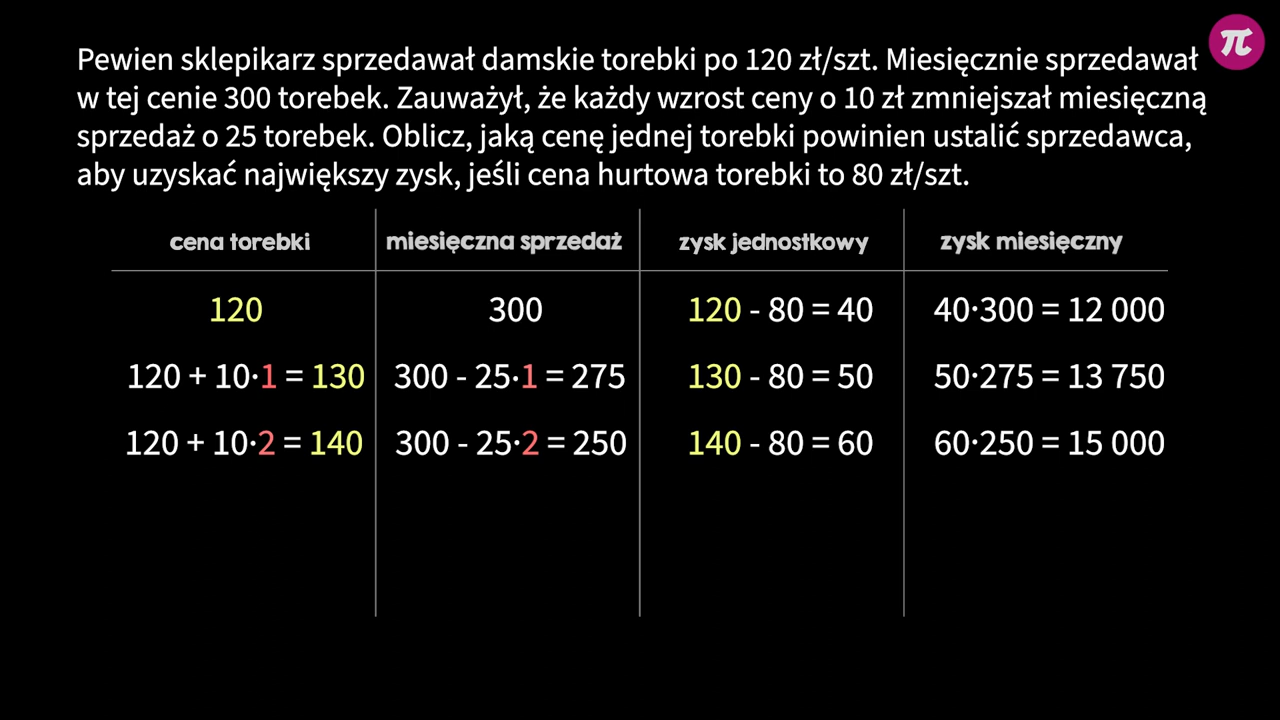 Pewien sklepikarz sprzedawał damskie torebki po 120 zł/szt. Miesięcznie sprzedawał
w tej cenie 300 torebek. Zauważył, że każdy wzrost ceny o 10 zł zmniejszał miesięczną
sprzedaż o 25 torebek. Oblicz, jaką cenę jednej torebki powinien ustalić sprzedawca,
aby uzyskać największy zysk, jeśli cena hurtowa torebki to 80 zł/szt.
π
cena torebki miesięczna sprzedaż zysk jednostkowy zysk miesięczny
120 300 120 - 80 = 40 40·300 = 12 000
120 + 10·1 = 130 300 - 25·1 = 275 130 - 80 = 50 50·275 = 13 750
120 + 10·2 = 140 300 - 25·2 = 250 140 - 80 = 60 60·250 = 15 000